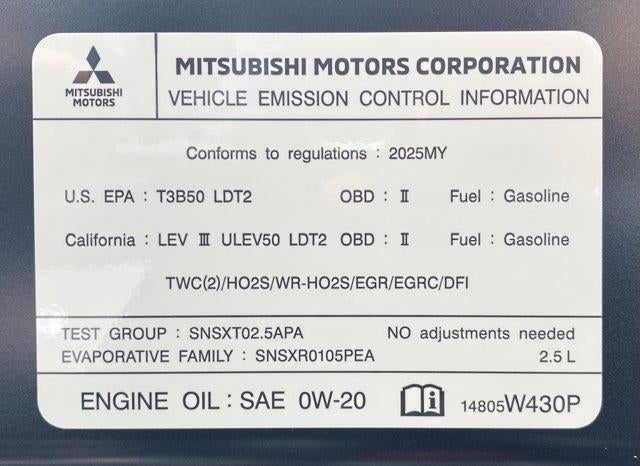 MITSUBISHI MOTORS
MITSUBISHI MOTORS CORPORATION
VEHICLE EMISSION CONTROL INFORMATION
Conforms to regulations : 2025MY
U.S. EPA : T3B50 LDT2 OBD : II Fuel : Gasoline
California : LEV III ULEV50 LDT2 OBD : II Fuel : Gasoline
TWC(2)/HO2S/WR-HO2S/EGR/EGRC/DFI
TEST GROUP : SNSXT02.5APA NO adjustments needed
EVAPORATIVE FAMILY : SNSXR0105PEA 2.5 L
ENGINE OIL : SAE 0W-20 i 14805W430P